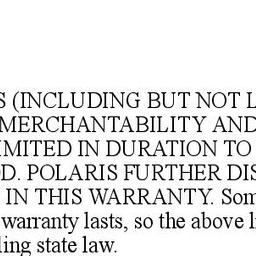 S (INCLUDING BUT NOT L
MERCHANTABILITY AND
IMITED IN DURATION TO
D. POLARIS FURTHER DIS
IN THIS WARRANTY. Som
warranty lasts, so the above l
ling state law.